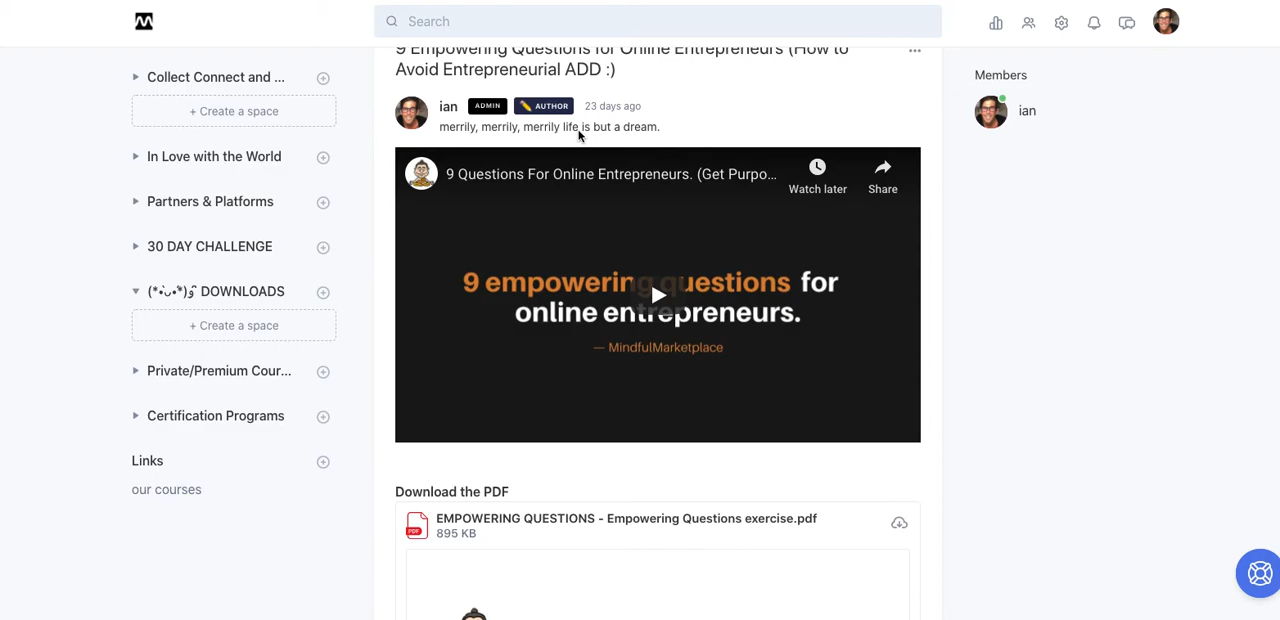 Search
9 Empowering Questions for Online Entrepreneurs (How to
Avoid Entrepreneurial ADD :)
ian ADMIN ✏️ AUTHOR 23 days ago
merrily, merrily, merrily life is but a dream.
Collect Connect and ...
+ Create a space
In Love with the World
Partners & Platforms
30 DAY CHALLENGE
(*•̀ᴗ•́*)و ̑̑ DOWNLOADS
+ Create a space
Private/Premium Cour...
Certification Programs
Links
our courses
9 Questions For Online Entrepreneurs. (Get Purpo...
Watch later
Share
9 empowering questions for
online entrepreneurs.
— MindfulMarketplace
Download the PDF
PDF
EMPOWERING QUESTIONS - Empowering Questions exercise.pdf
895 KB
Members
ian